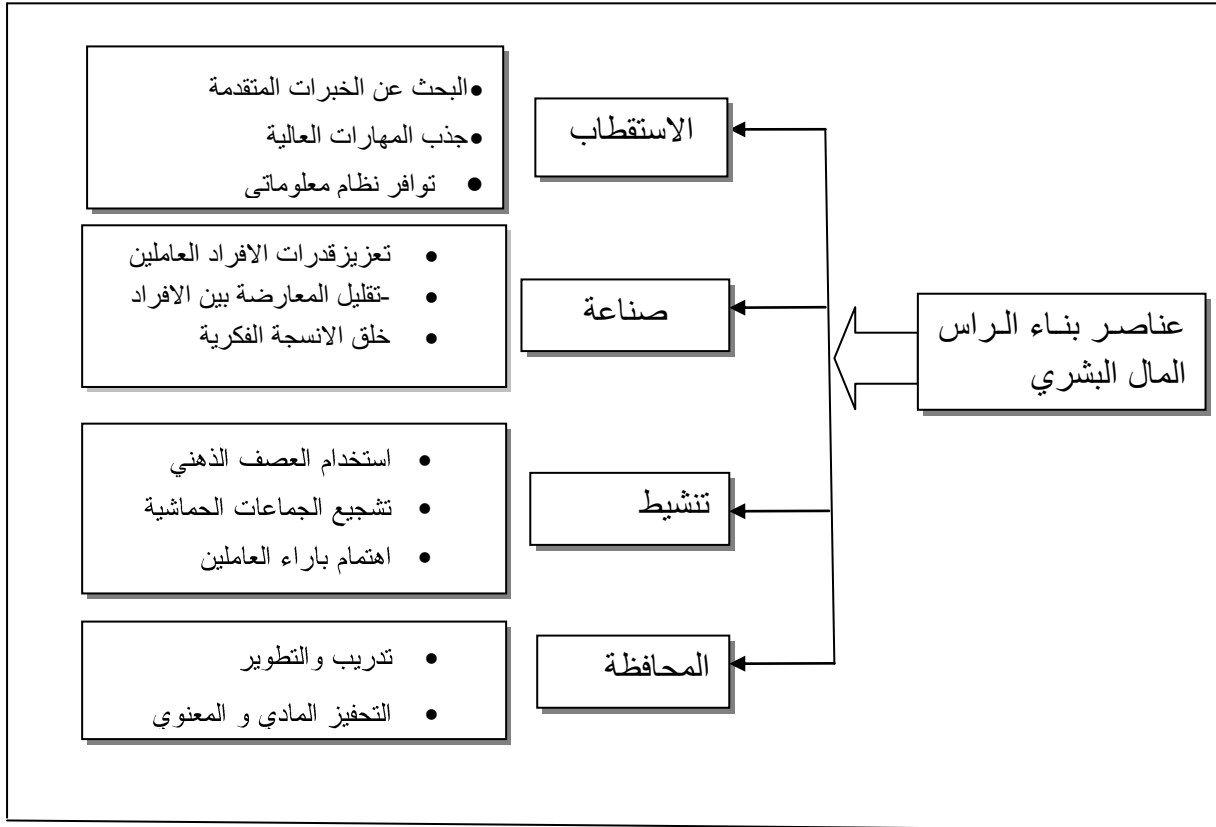 عناصر بناء الراس
المال البشري
الاستقطاب
•البحث عن الخبرات المتقدمة
•جذب المهارات العالية
• توافر نظام معلوماتى
صناعة
• تعزيزقدرات الافراد العاملين
• -تقليل المعارضة بين الافراد
• خلق الانسجة الفكرية
تنشيط
• استخدام العصف الذهني
• تشجيع الجماعات الحماشية
• اهتمام باراء العاملين
المحافظة
• تدريب والتطوير
• التحفيز المادي و المعنوي